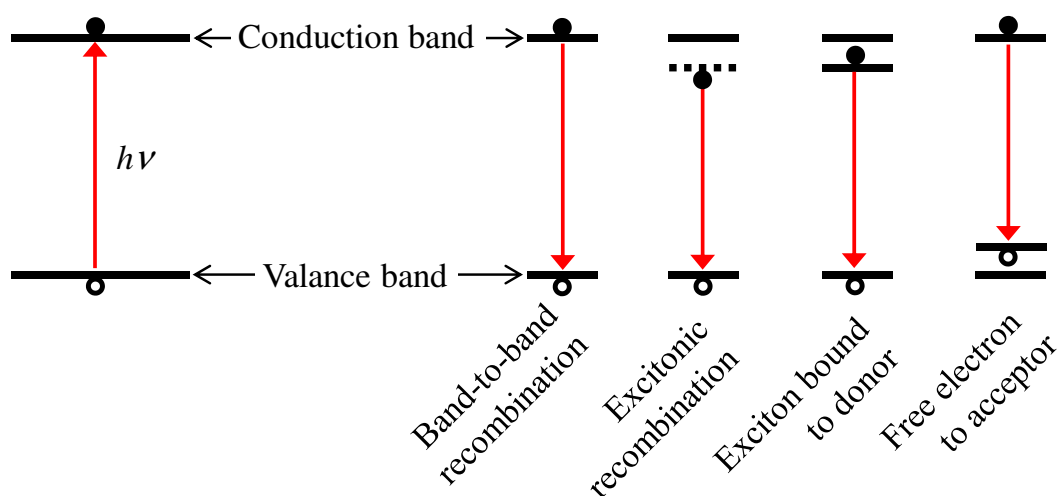 Conduction band
hν
Valance band
Band-to-band
recombination
Excitonic
recombination
Exciton bound
to donor
Free electron
to acceptor